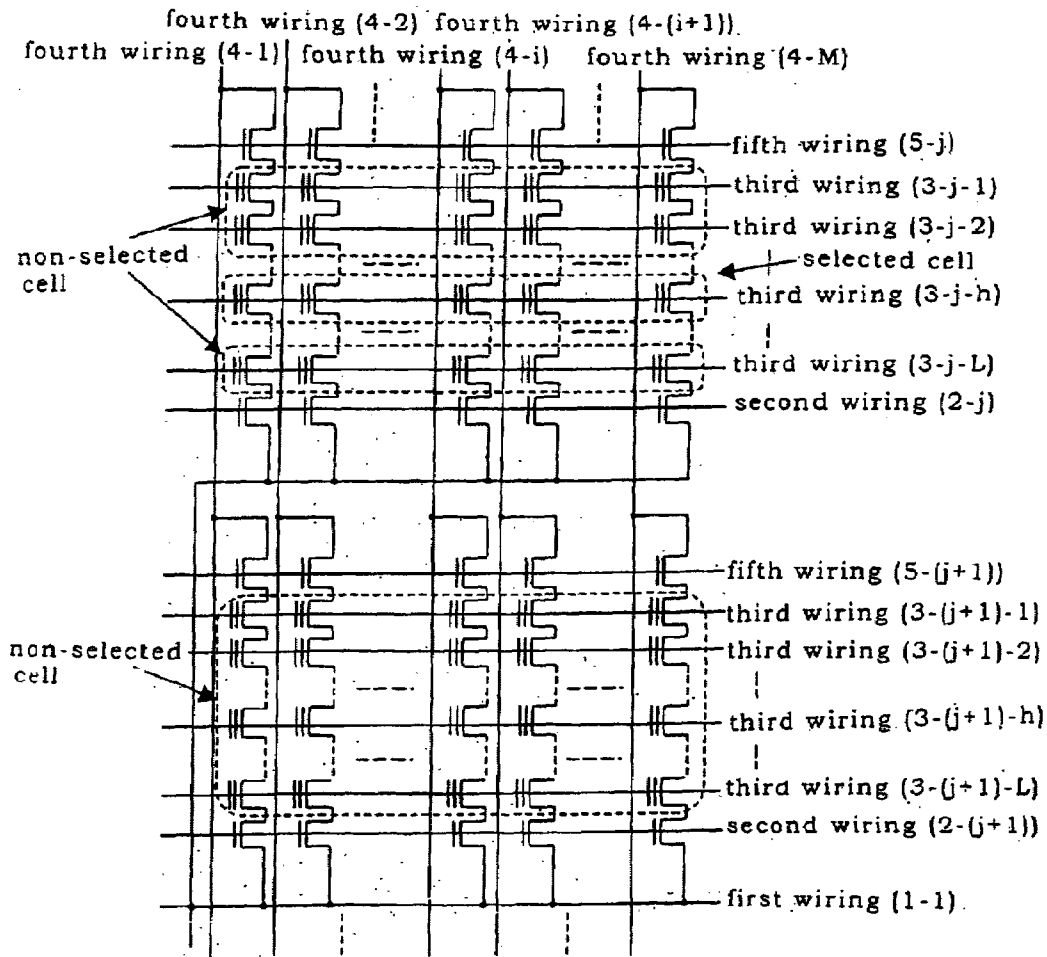 fourth wiring (4-2) fourth wiring (4-(i+1))
fourth wiring (4-1) fourth wiring (4-i) fourth wiring (4-M)
fifth wiring (5-j)
third wiring (3-j-1)
third wiring (3-j-2)
non-selected
cell
selected cell
third wiring (3-j-h)
third wiring (3-j-L)
second wiring (2-j)
fifth wiring (5-(j+1))
third wiring (3-(j+1)-1)
non-selected
cell
third wiring (3-(j+1)-2)
third wiring (3-(j+1)-h)
third wiring (3-(j+1)-L)
second wiring (2-(j+1))
first wiring (1-1)